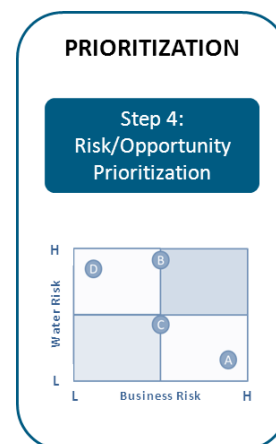 PRIORITIZATION
Step 4:
Risk/Opportunity
Prioritization
H
D
B
Water Risk
C
A
L
L
Business Risk
H